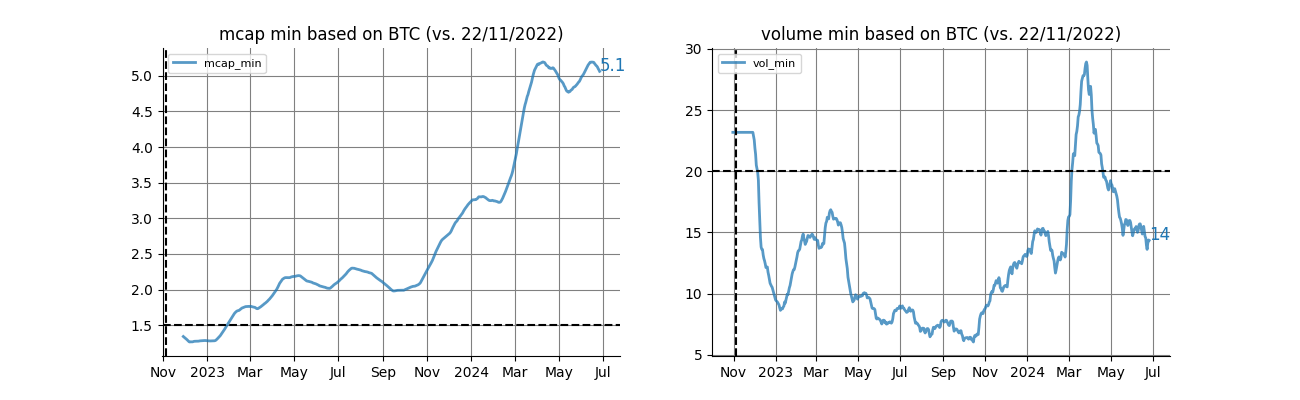 mcap min based on BTC (vs. 22/11/2022)
mcap_min
5.1
5.0
4.5
4.0
3.5
3.0
2.5
2.0
1.5
Nov 2023 Mar May Jul Sep Nov 2024 Mar May Jul
volume min based on BTC (vs. 22/11/2022)
30
vol_min
25
20
15
14
10
5
Nov 2023 Mar May Jul Sep Nov 2024 Mar May Jul